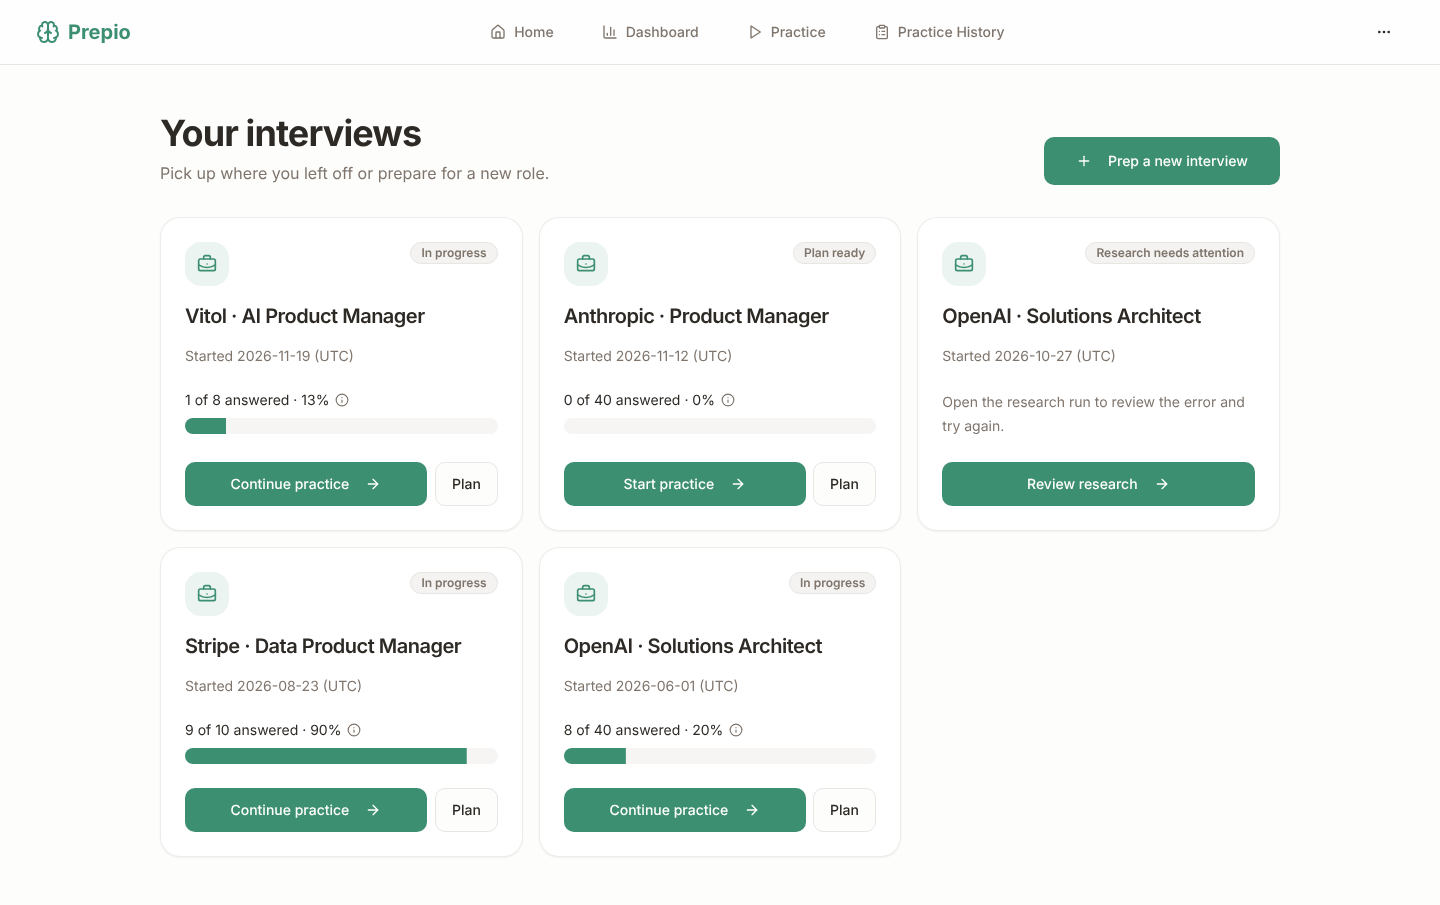 Prepio
Home
Dashboard
Practice
Practice History
Your interviews
Pick up where you left off or prepare for a new role.
Prep a new interview
In progress
Vitol · AI Product Manager
Started 2026-11-19 (UTC)
1 of 8 answered · 13%
Continue practice
Plan
Plan ready
Anthropic · Product Manager
Started 2026-11-12 (UTC)
0 of 40 answered · 0%
Start practice
Plan
Research needs attention
OpenAI · Solutions Architect
Started 2026-10-27 (UTC)
Open the research run to review the error and
try again.
Review research
In progress
Stripe · Data Product Manager
Started 2026-08-23 (UTC)
9 of 10 answered · 90%
Continue practice
Plan
In progress
OpenAI · Solutions Architect
Started 2026-06-01 (UTC)
8 of 40 answered · 20%
Continue practice
Plan